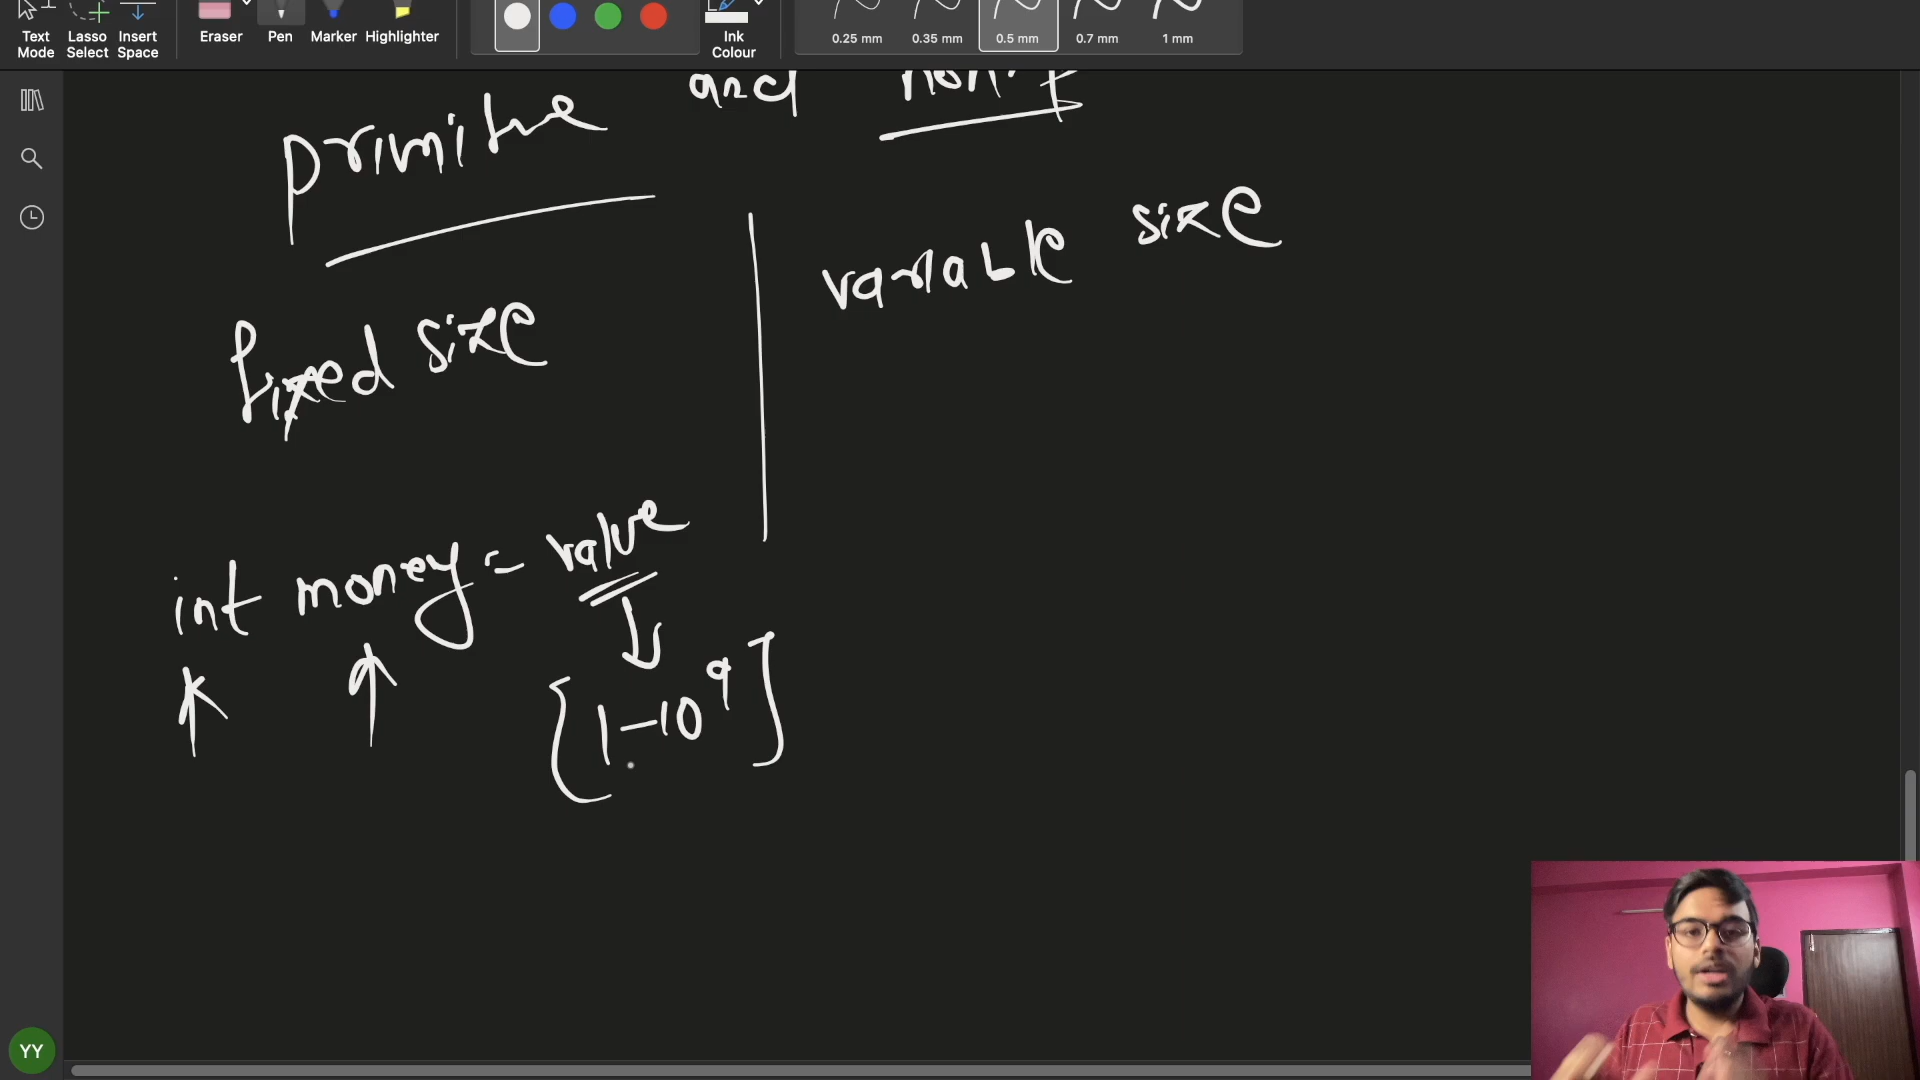 Text Mode
Lasso Select
Insert Space
Eraser
Pen
Marker
Highlighter
Ink Colour
0.25 mm
0.35 mm
0.5 mm
0.7 mm
1 mm
primitive and non-p
fixed size
variable size
int money = value
[1-10⁹]
YY